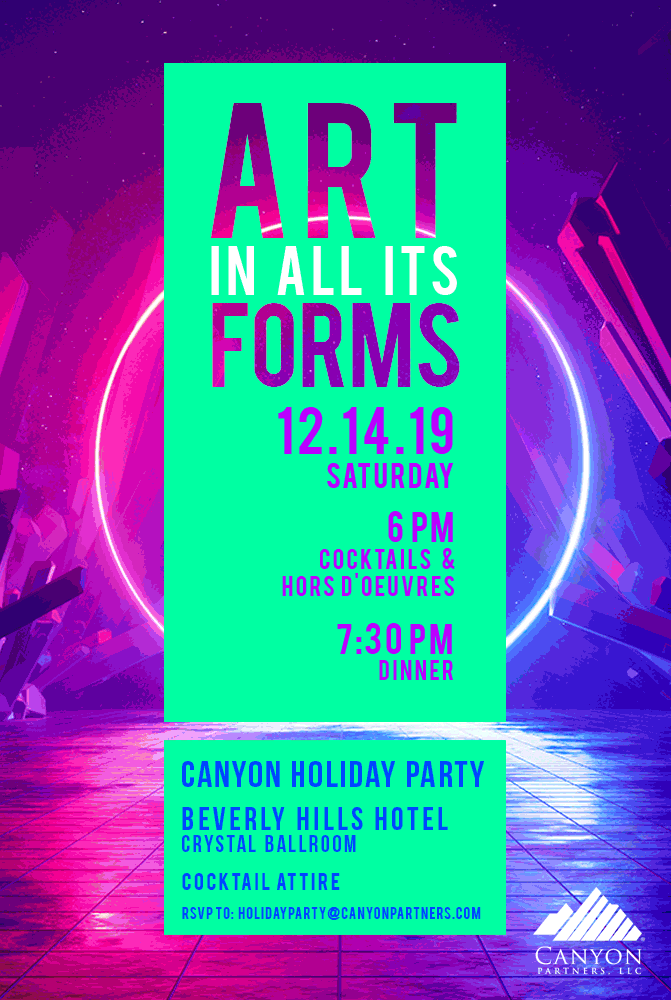 ART
IN ALL ITS
FORMS
12.14.19
SATURDAY
6 PM
COCKTAILS &
HORS D'OEUVRES
7:30 PM
DINNER
CANYON HOLIDAY PARTY
BEVERLY HILLS HOTEL
CRYSTAL BALLROOM
COCKTAIL ATTIRE
RSVP TO: HOLIDAYPARTY@CANYONPARTNERS.COM
CANYON
PARTNERS, LLC